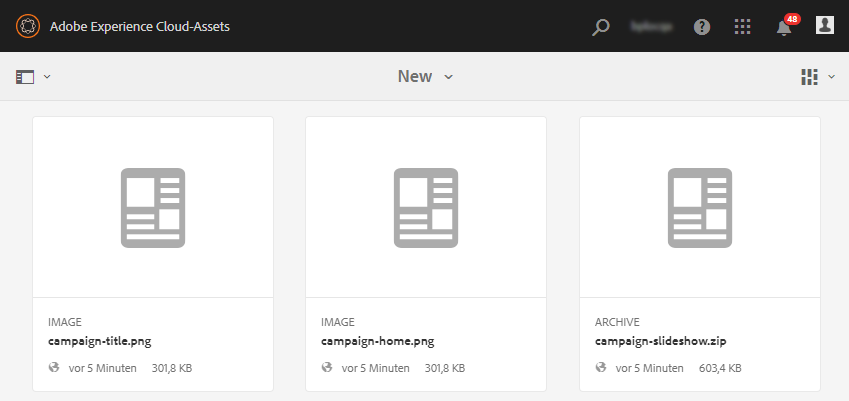 Adobe Experience Cloud-Assets
48
New
IMAGE
campaign-title.png
vor 5 Minuten 301,8 KB
IMAGE
campaign-home.png
vor 5 Minuten 301,8 KB
ARCHIVE
campaign-slideshow.zip
vor 5 Minuten 603,4 KB